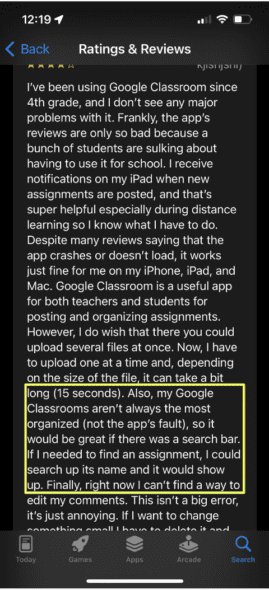 12:19
Back Ratings & Reviews
I've been using Google Classroom since
4th grade, and I don't see any major
problems with it. Frankly, the app's
reviews are only so bad because a
bunch of students are sulking about
having to use it for school. I receive
notifications on my iPad when new
assignments are posted, and that's
super helpful especially during distance
learning so I know what I have to do.
Despite many reviews saying that the
app crashes or doesn't load, it works
just fine for me on my iPhone, iPad, and
Mac. Google Classroom is a useful app
for both teachers and students for
posting and organizing assignments.
However, I do wish that there you could
upload several files at once. Now, I have
to upload one at a time and, depending
on the size of the file, it can take a bit
long (15 seconds). Also, my Google
Classrooms aren't always the most
organized (not the app's fault), so it
would be great if there was a search bar.
If I needed to find an assignment, I could
search up its name and it would show
up. Finally, right now I can't find a way to
edit my comments. This isn't a big error,
it's just annoying. If I want to change
something small I have to delete it and
Today Games Apps Arcade Search